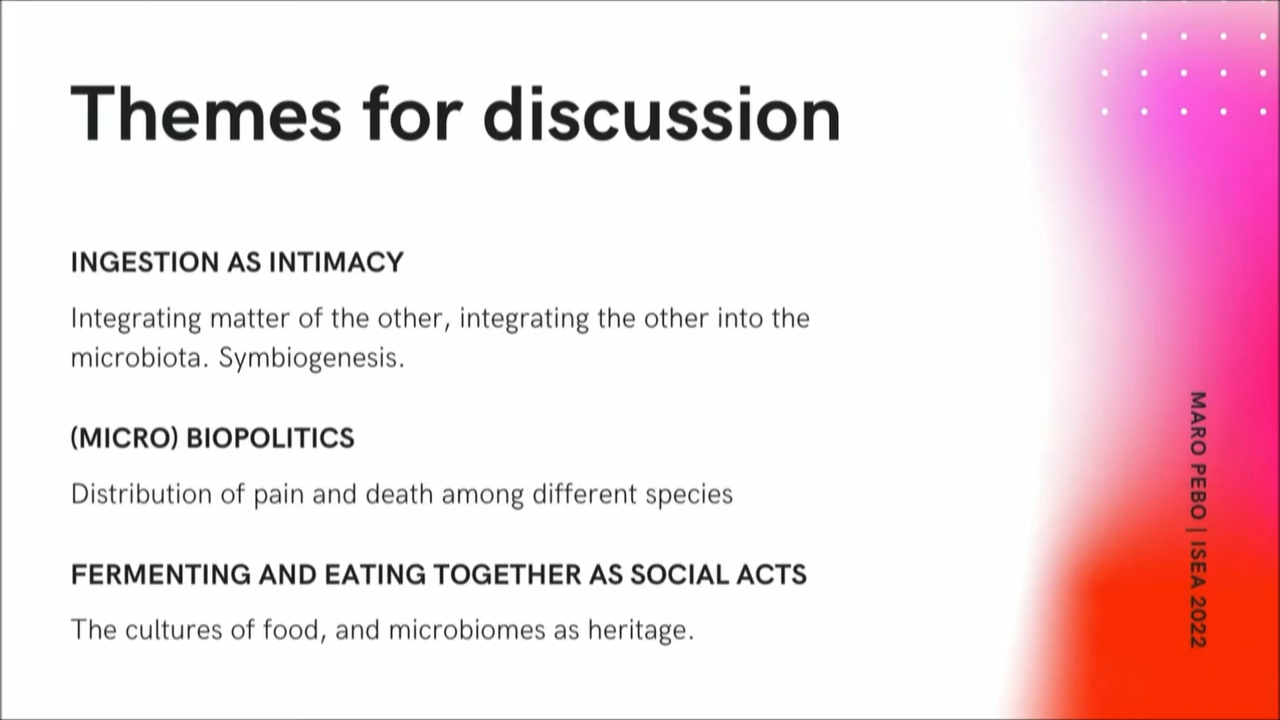 Themes for discussion
INGESTION AS INTIMACY
Integrating matter of the other, integrating the other into the
microbiota. Symbiogenesis.
(MICRO) BIOPOLITICS
Distribution of pain and death among different species
FERMENTING AND EATING TOGETHER AS SOCIAL ACTS
The cultures of food, and microbiomes as heritage.
MARO PEBO | ISEA 2022